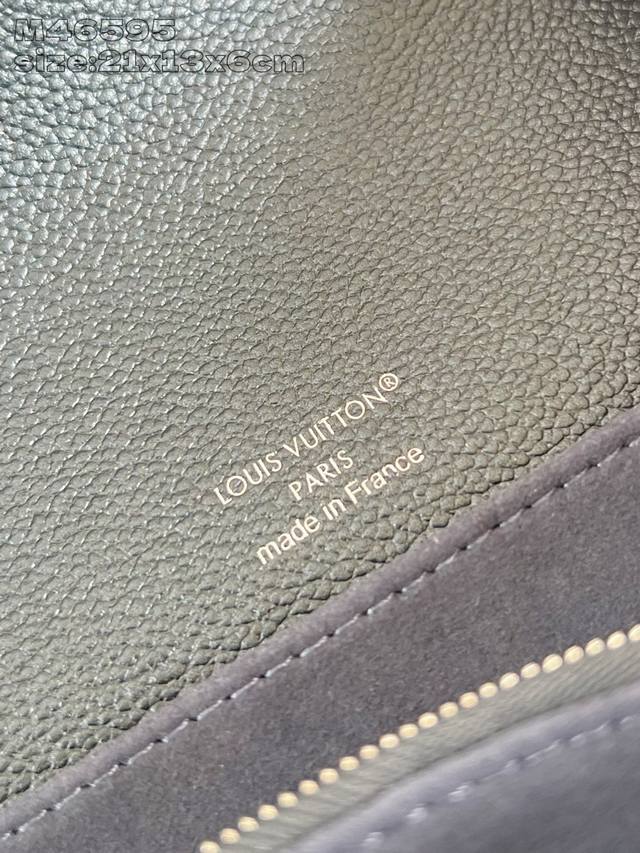 M46595
size:21x13x6cm
LOUIS VUITTON®
PARIS
made in France